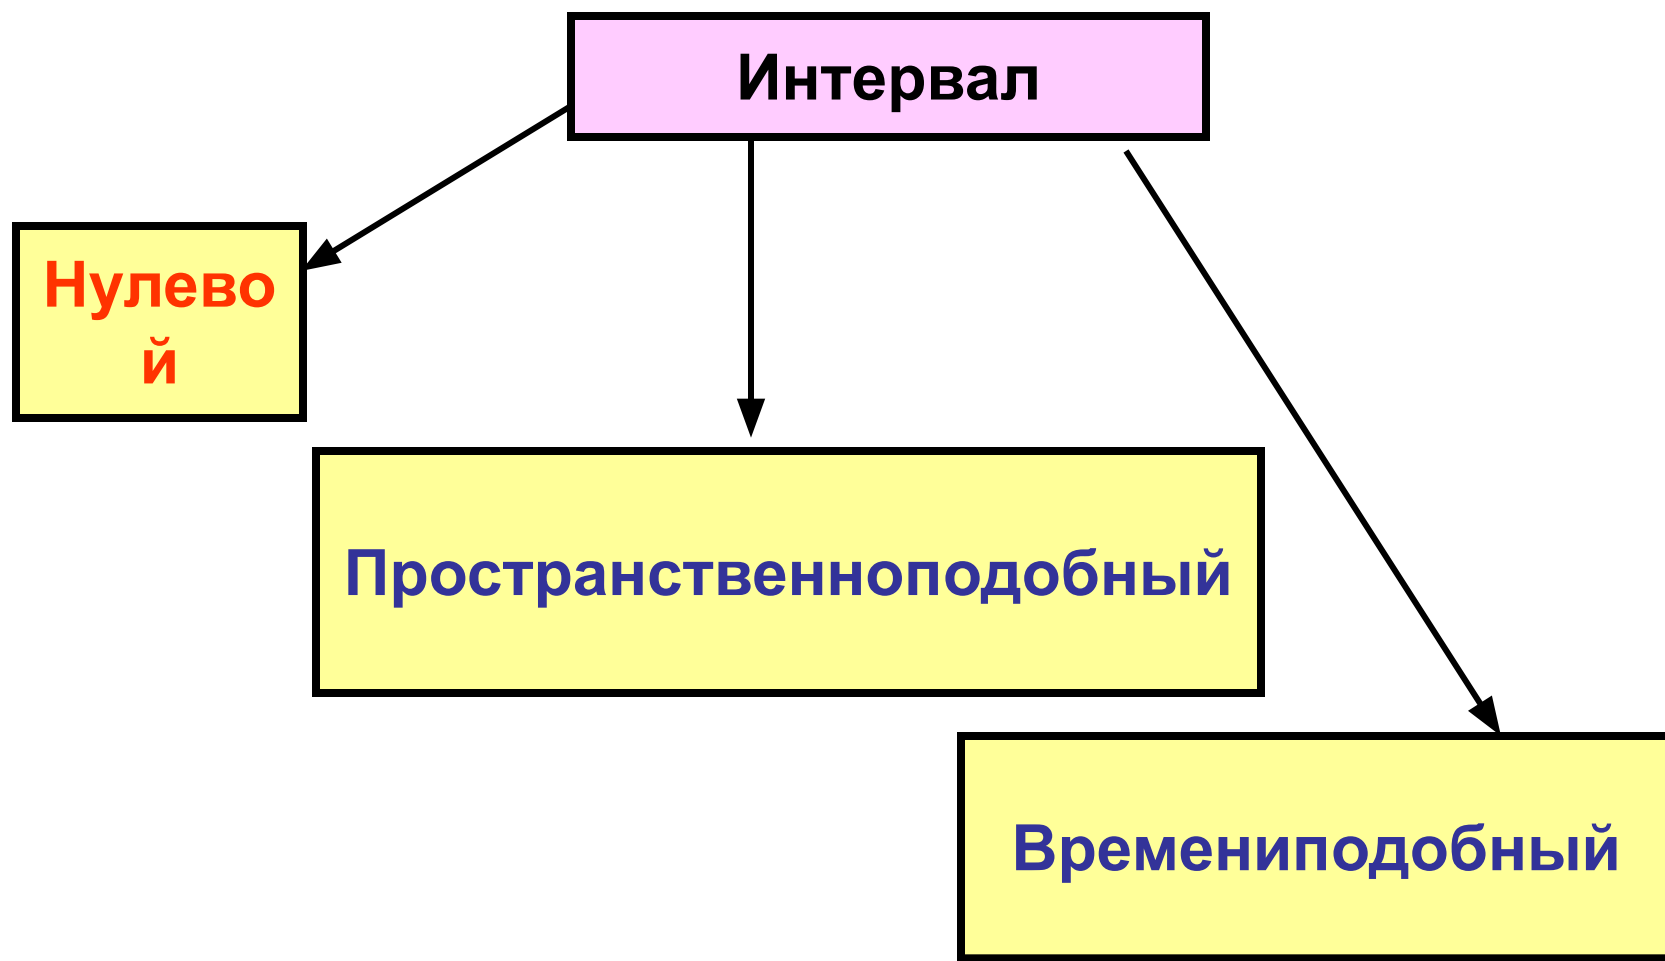 Интервал
Нулево
й
Пространственноподобный
Времениподобный